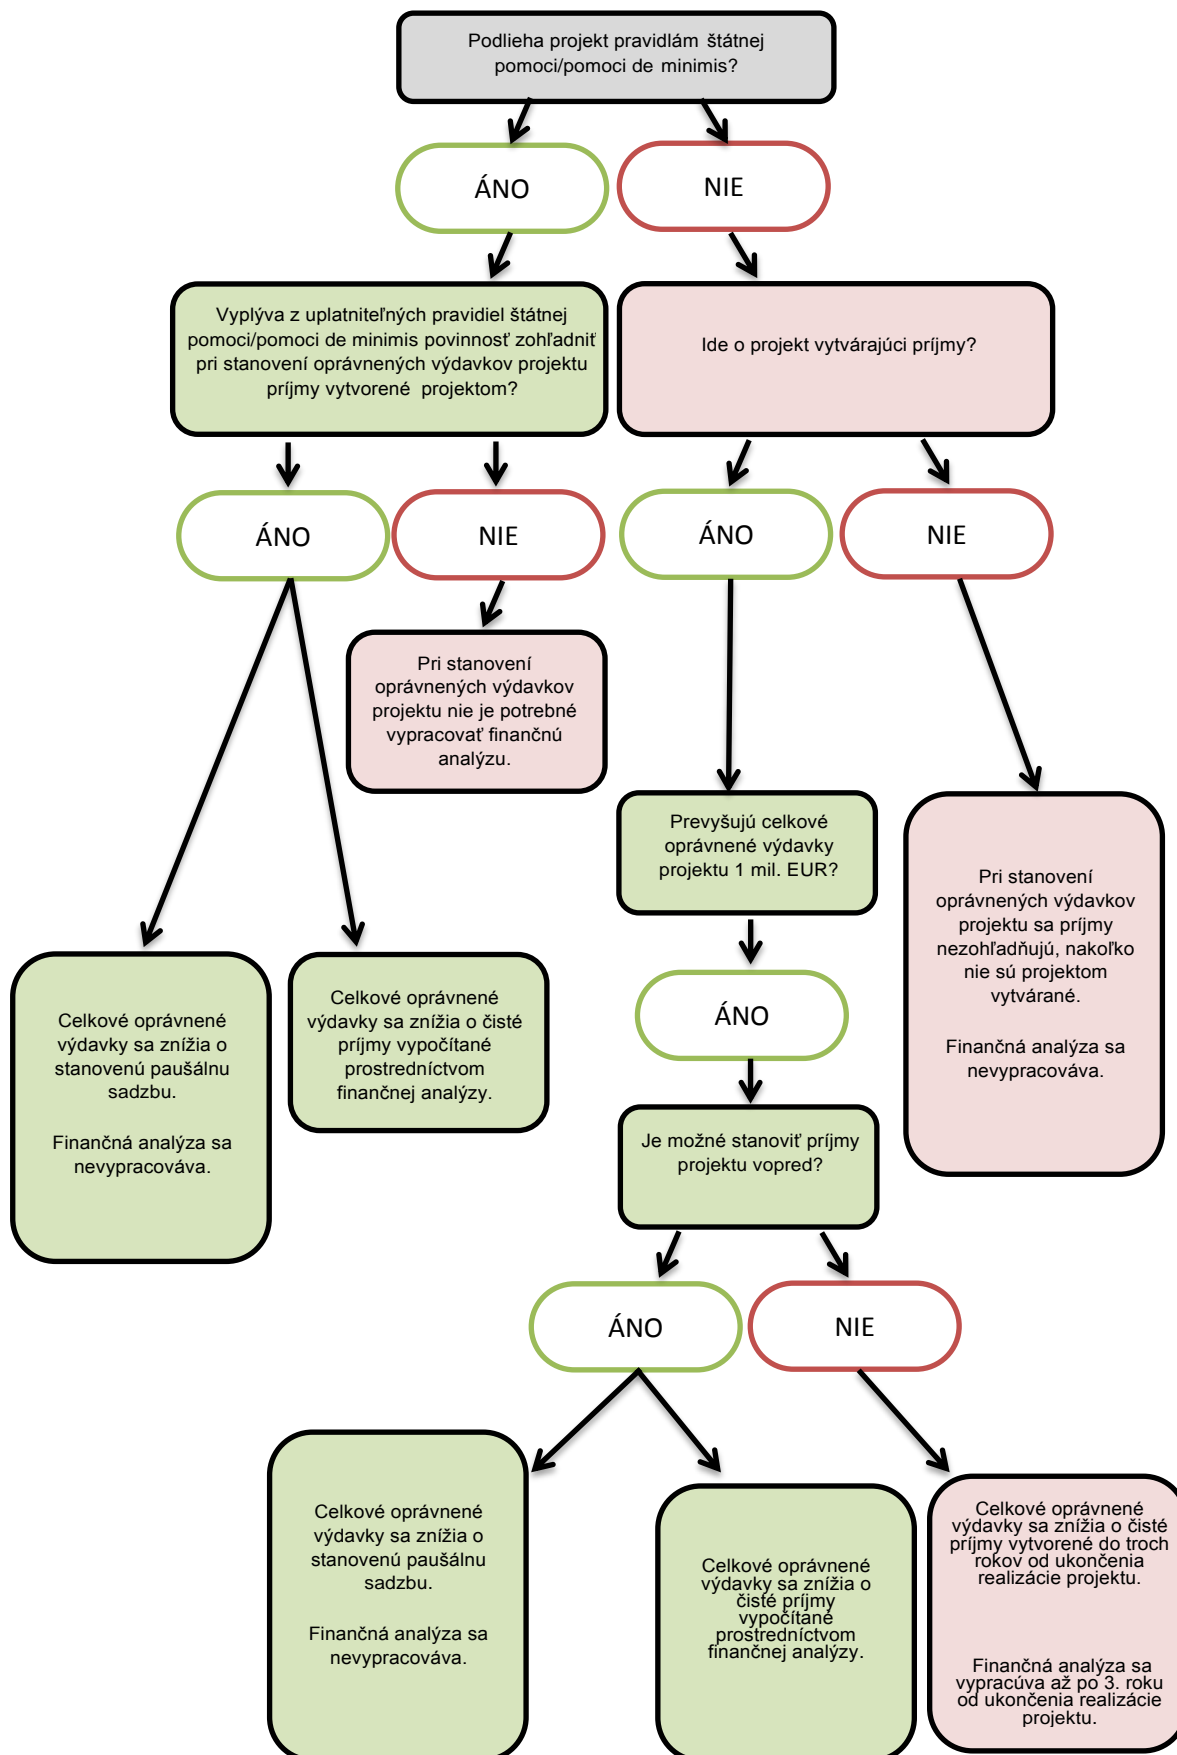 Podlieha projekt pravidlám štátnej
pomoci/pomoci de minimis?
ÁNO
NIE
Vyplýva z uplatniteľných pravidiel štátnej
pomoci/pomoci de minimis povinnosť zohľadniť
pri stanovení oprávnených výdavkov projektu
príjmy vytvorené projektom?
Ide o projekt vytvárajúci príjmy?
ÁNO
NIE
ÁNO
NIE
Pri stanovení
oprávnených výdavkov
projektu nie je potrebné
vypracovať finančnú
analýzu.
Prevyšujú celkové
oprávnené výdavky
projektu 1 mil. EUR?
Pri stanovení
oprávnených výdavkov
projektu sa príjmy
nezohľadňujú, nakoľko
nie sú projektom
vytvárané.
Finančná analýza sa
nevypracováva.
Celkové oprávnené
výdavky sa znížia o
stanovenú paušálnu
sadzbu.
Finančná analýza sa
nevypracováva.
Celkové oprávnené
výdavky sa znížia o čisté
príjmy vypočítané
prostredníctvom
finančnej analýzy.
ÁNO
Je možné stanoviť príjmy
projektu vopred?
ÁNO
NIE
Celkové oprávnené
výdavky sa znížia o
stanovenú paušálnu
sadzbu.
Finančná analýza sa
nevypracováva.
Celkové oprávnené
výdavky sa znížia o
čisté príjmy
vypočítané
prostredníctvom
finančnej analýzy.
Celkové oprávnené
výdavky sa znížia o čisté
príjmy vytvorené do troch
rokov od ukončenia
realizácie projektu.
Finančná analýza sa
vypracúva až po 3. roku
od ukončenia realizácie
projektu.